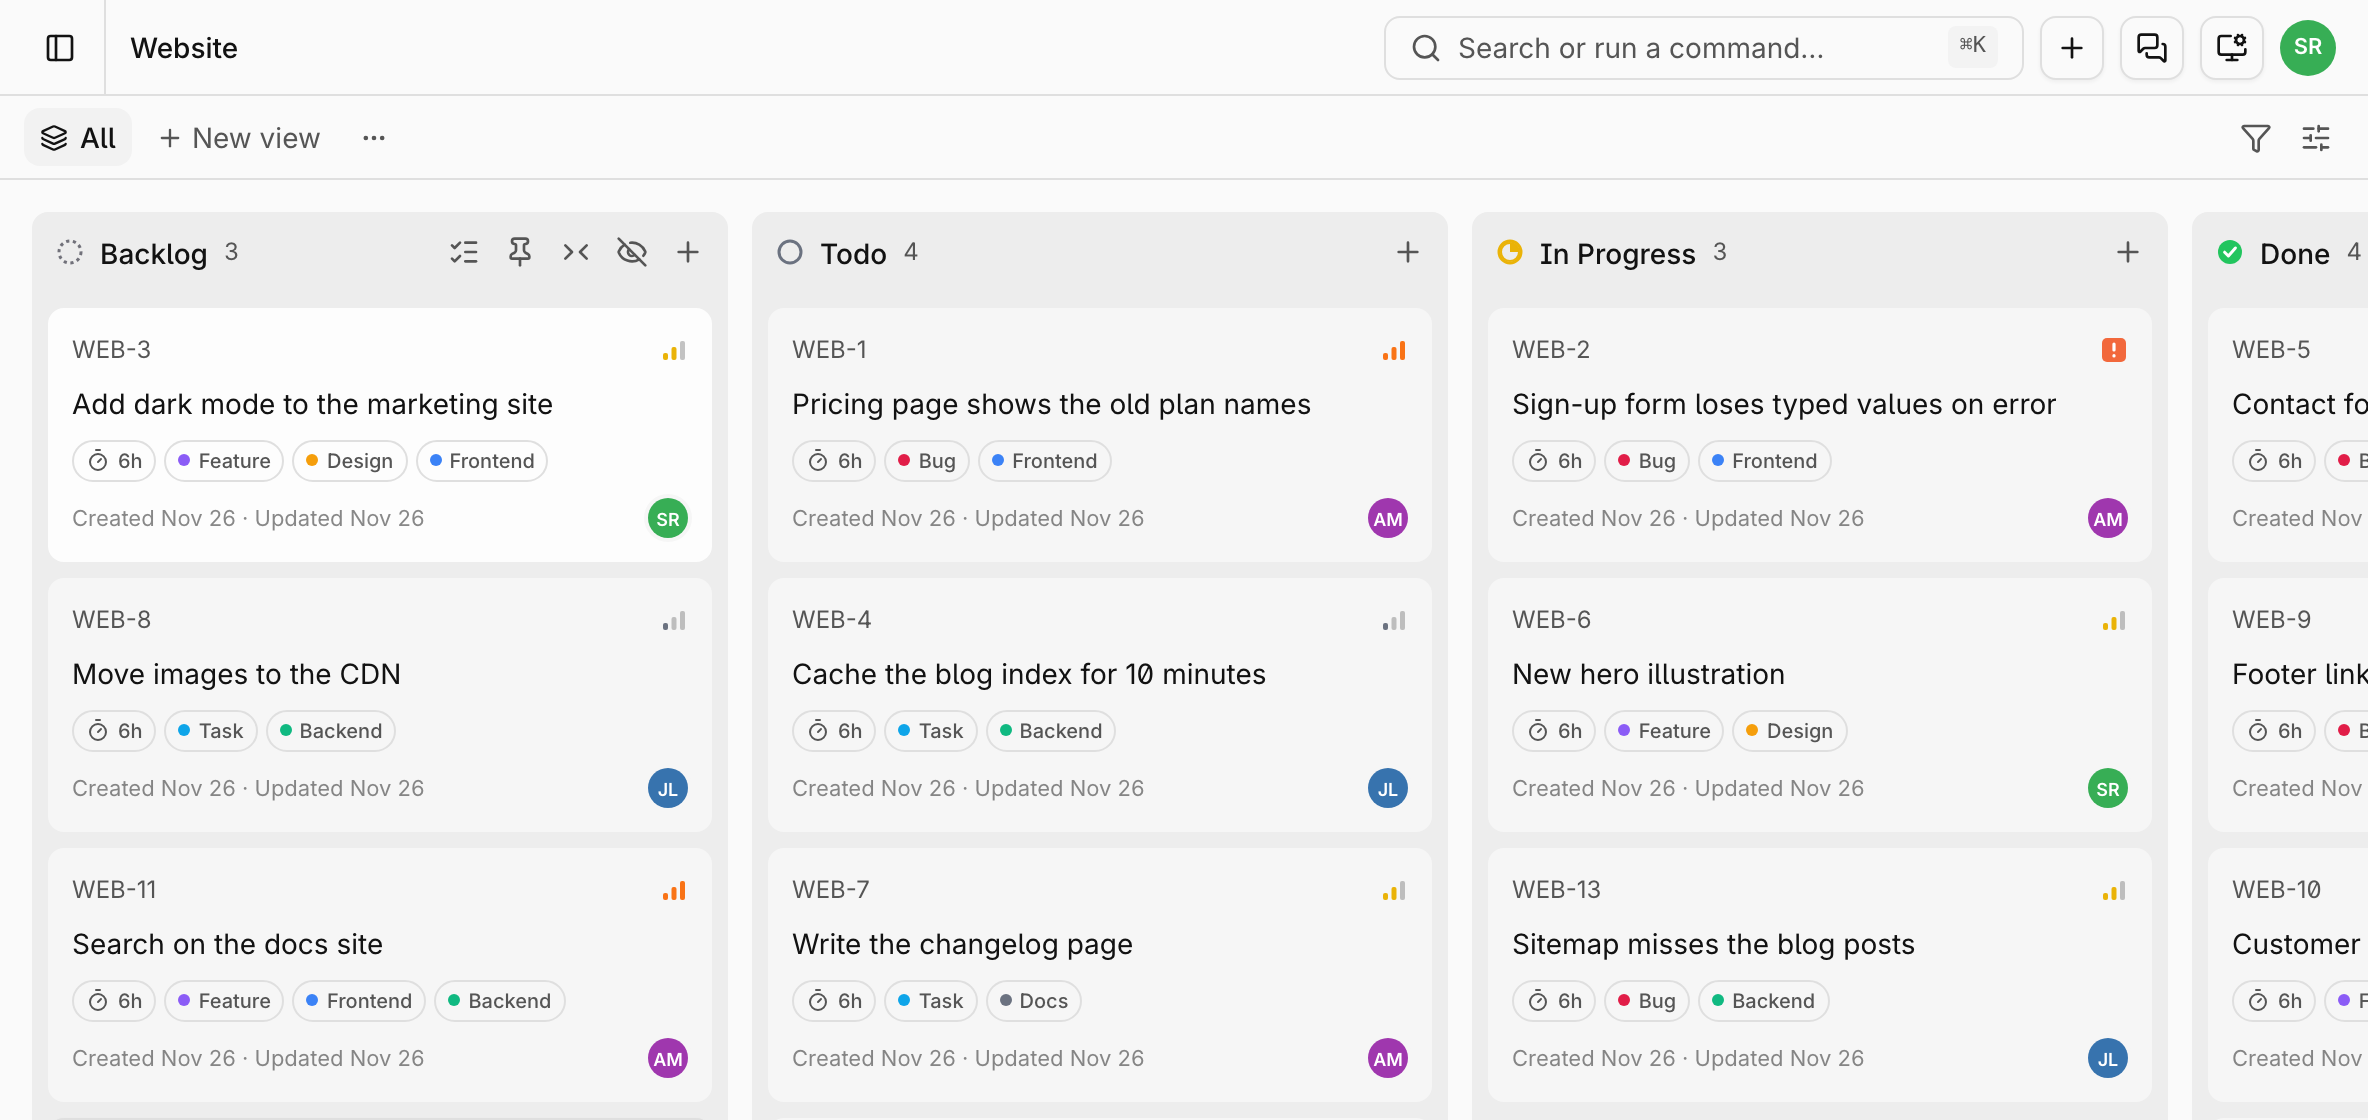 Website
Search or run a command...
⌘K
SR
All
New view
Backlog 3
WEB-3
Add dark mode to the marketing site
6h Feature Design Frontend
Created Nov 26 · Updated Nov 26
SR
WEB-8
Move images to the CDN
6h Task Backend
Created Nov 26 · Updated Nov 26
JL
WEB-11
Search on the docs site
6h Feature Frontend Backend
Created Nov 26 · Updated Nov 26
AM
Todo 4
WEB-1
Pricing page shows the old plan names
6h Bug Frontend
Created Nov 26 · Updated Nov 26
AM
WEB-4
Cache the blog index for 10 minutes
6h Task Backend
Created Nov 26 · Updated Nov 26
JL
WEB-7
Write the changelog page
6h Task Docs
Created Nov 26 · Updated Nov 26
AM
In Progress 3
WEB-2
Sign-up form loses typed values on error
6h Bug Frontend
Created Nov 26 · Updated Nov 26
AM
WEB-6
New hero illustration
6h Feature Design
Created Nov 26 · Updated Nov 26
SR
WEB-13
Sitemap misses the blog posts
6h Bug Backend
Created Nov 26 · Updated Nov 26
JL
Done 4
WEB-5
Contact fo
6h
Created Nov
WEB-9
Footer link
6h
Created Nov
WEB-10
Customer
6h
Created Nov